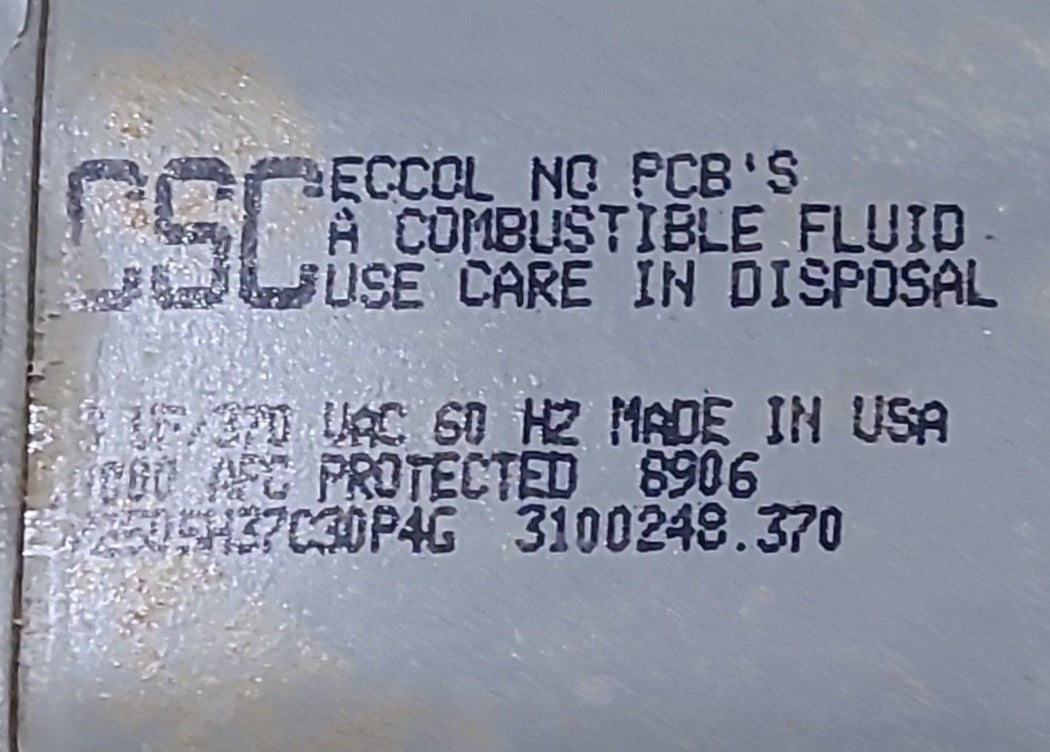 CSC ECCOL NO PCB'S
A COMBUSTIBLE FLUID
USE CARE IN DISPOSAL
VAC 60 HZ MADE IN USA
AFC PROTECTED 8906
3100248.370